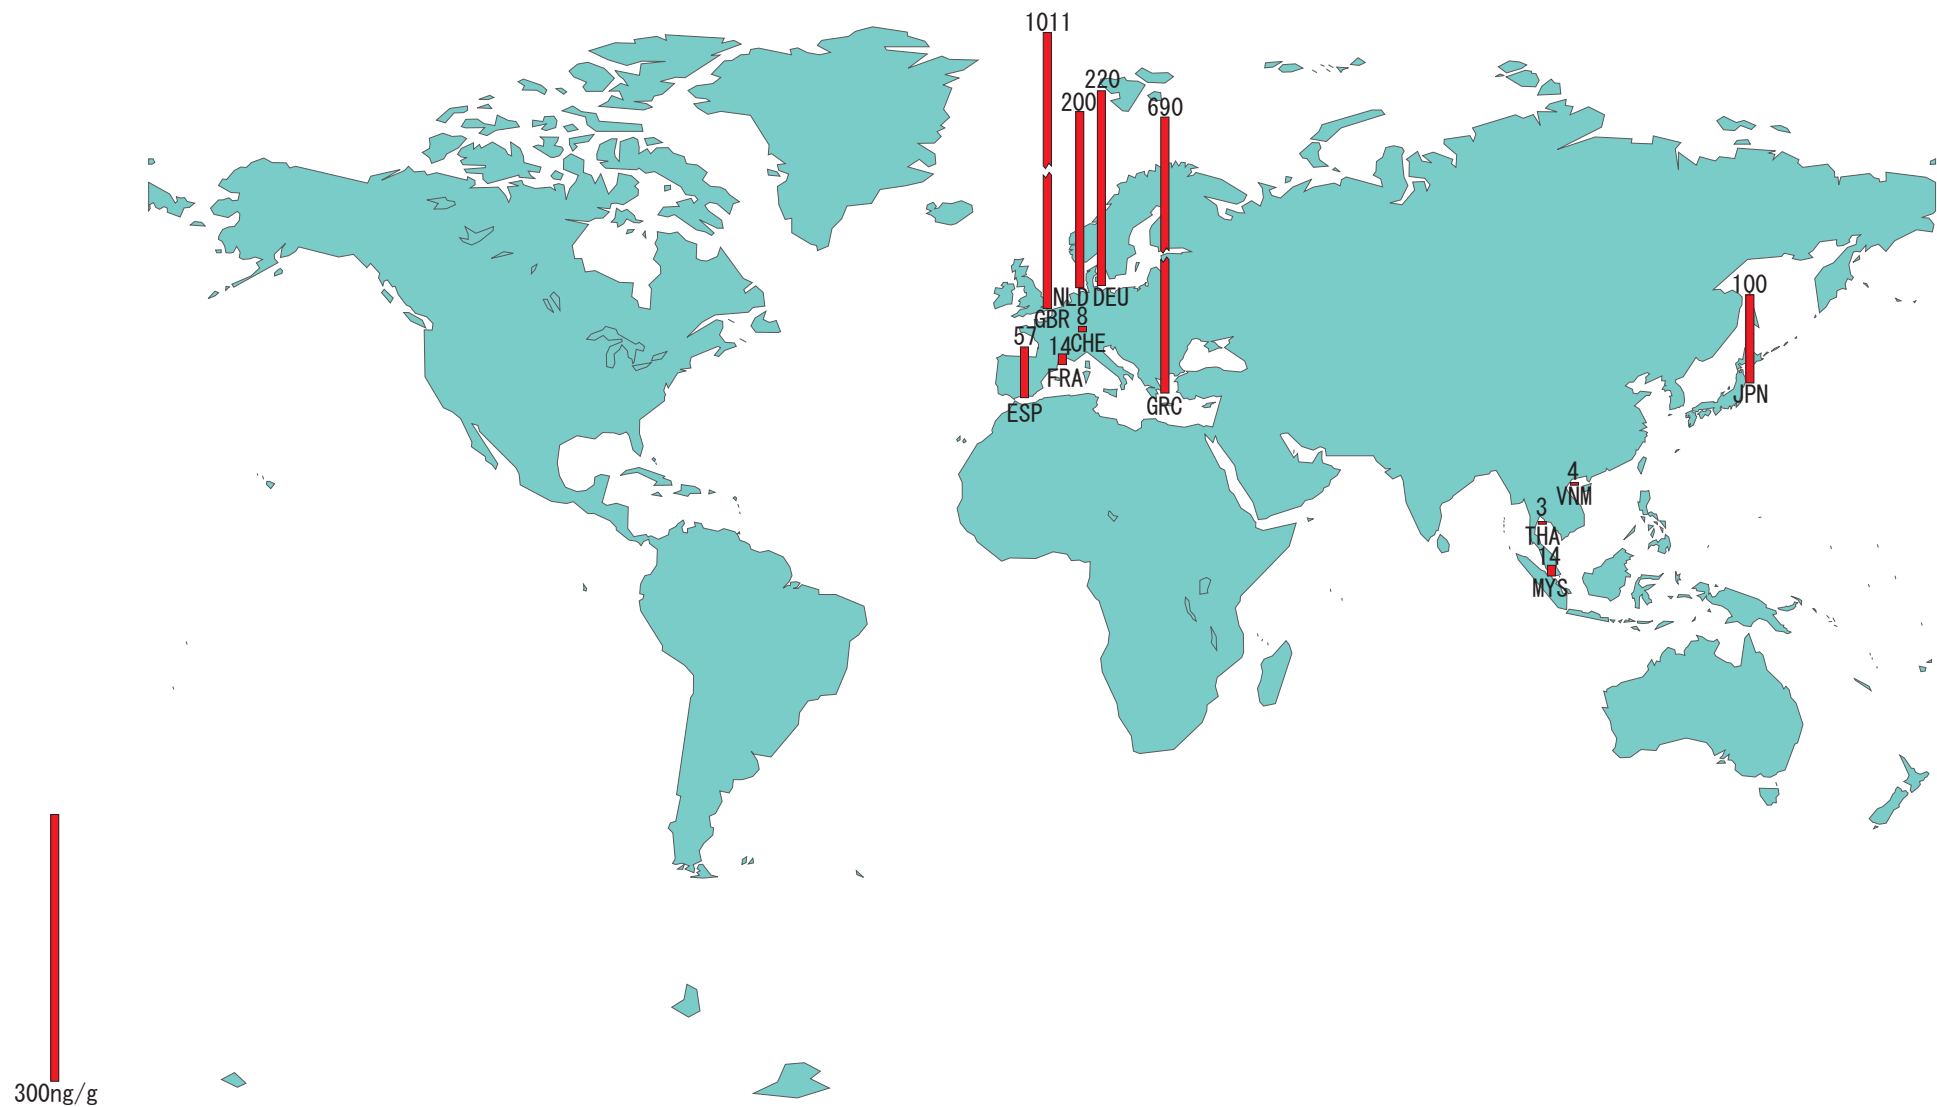 1011
220
200
690
100
NLD DEU
GBR
8
57
CHE
14
FRA
JPN
GRC
ESP
4
VNM
3
THA
14
MYS
300ng/g